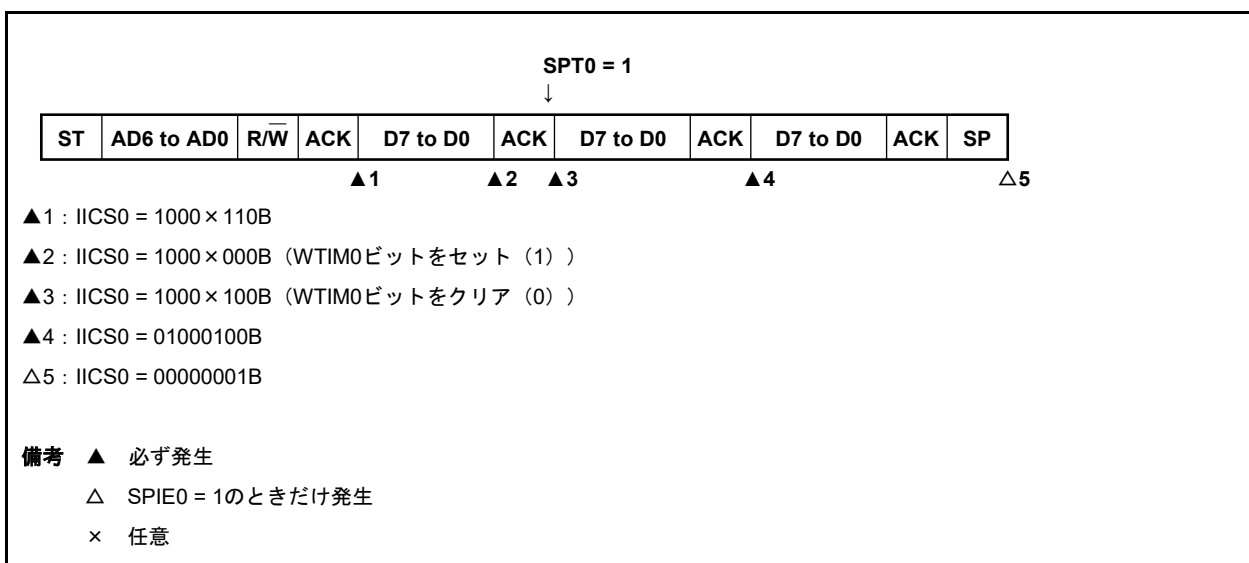 SPT0 = 1
↓
ST AD6 to AD0 R/W̅ ACK D7 to D0 ACK D7 to D0 ACK D7 to D0 ACK SP
▲1 ▲2 ▲3 ▲4 △5
▲1：IICS0 = 1000×110B
▲2：IICS0 = 1000×000B（WTIM0ビットをセット（1））
▲3：IICS0 = 1000×100B（WTIM0ビットをクリア（0））
▲4：IICS0 = 01000100B
△5：IICS0 = 00000001B
備考 ▲ 必ず発生
△ SPIE0 = 1のときだけ発生
× 任意